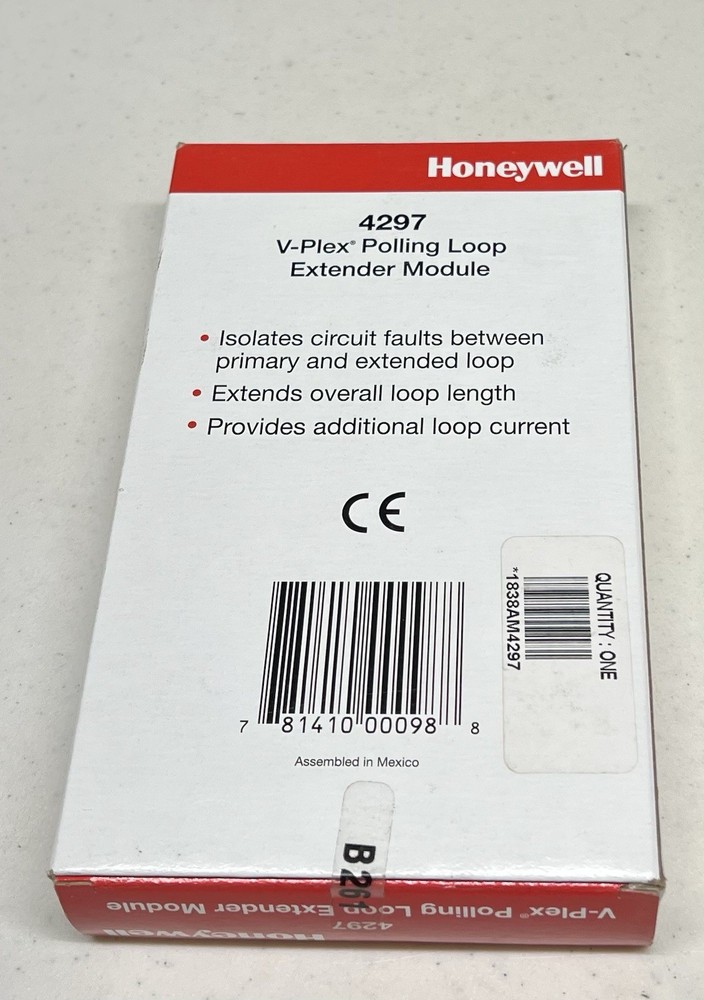 Honeywell
4297
V-Plex® Polling Loop
Extender Module
• Isolates circuit faults between
primary and extended loop
• Extends overall loop length
• Provides additional loop current
CE
QUANTITY : ONE
*1838AM4297
7 81410 00098 8
Assembled in Mexico
B 261
V-Plex® Polling Loop Extender Module
4297
Honeywell